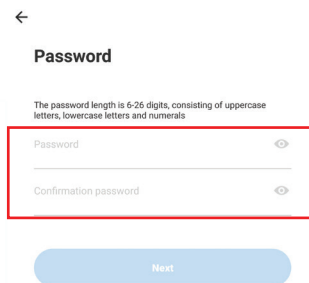 Password
The password length is 6-26 digits, consisting of uppercase
letters, lowercase letters and numerals
Password
Confirmation password
Next